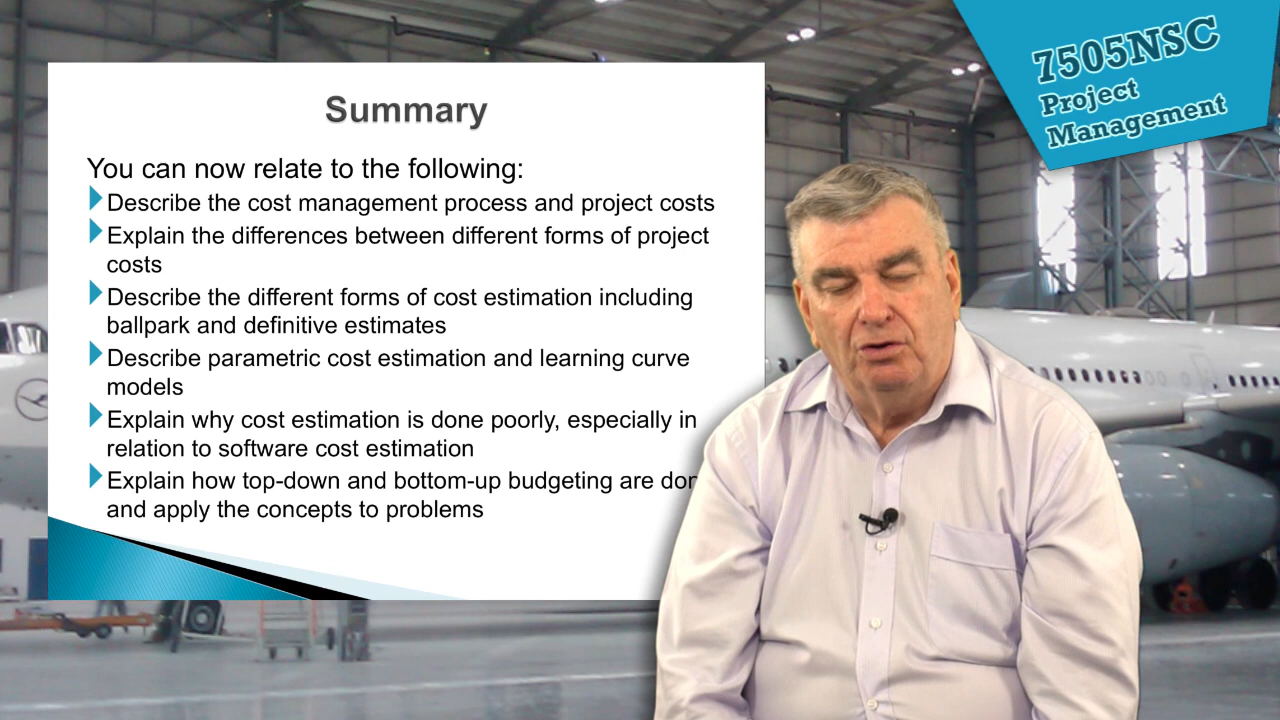 7505NSC
Project
Management
Summary
You can now relate to the following:
Describe the cost management process and project costs
Explain the differences between different forms of project
costs
Describe the different forms of cost estimation including
ballpark and definitive estimates
Describe parametric cost estimation and learning curve
models
Explain why cost estimation is done poorly, especially in
relation to software cost estimation
Explain how top-down and bottom-up budgeting are
and apply the concepts to problems